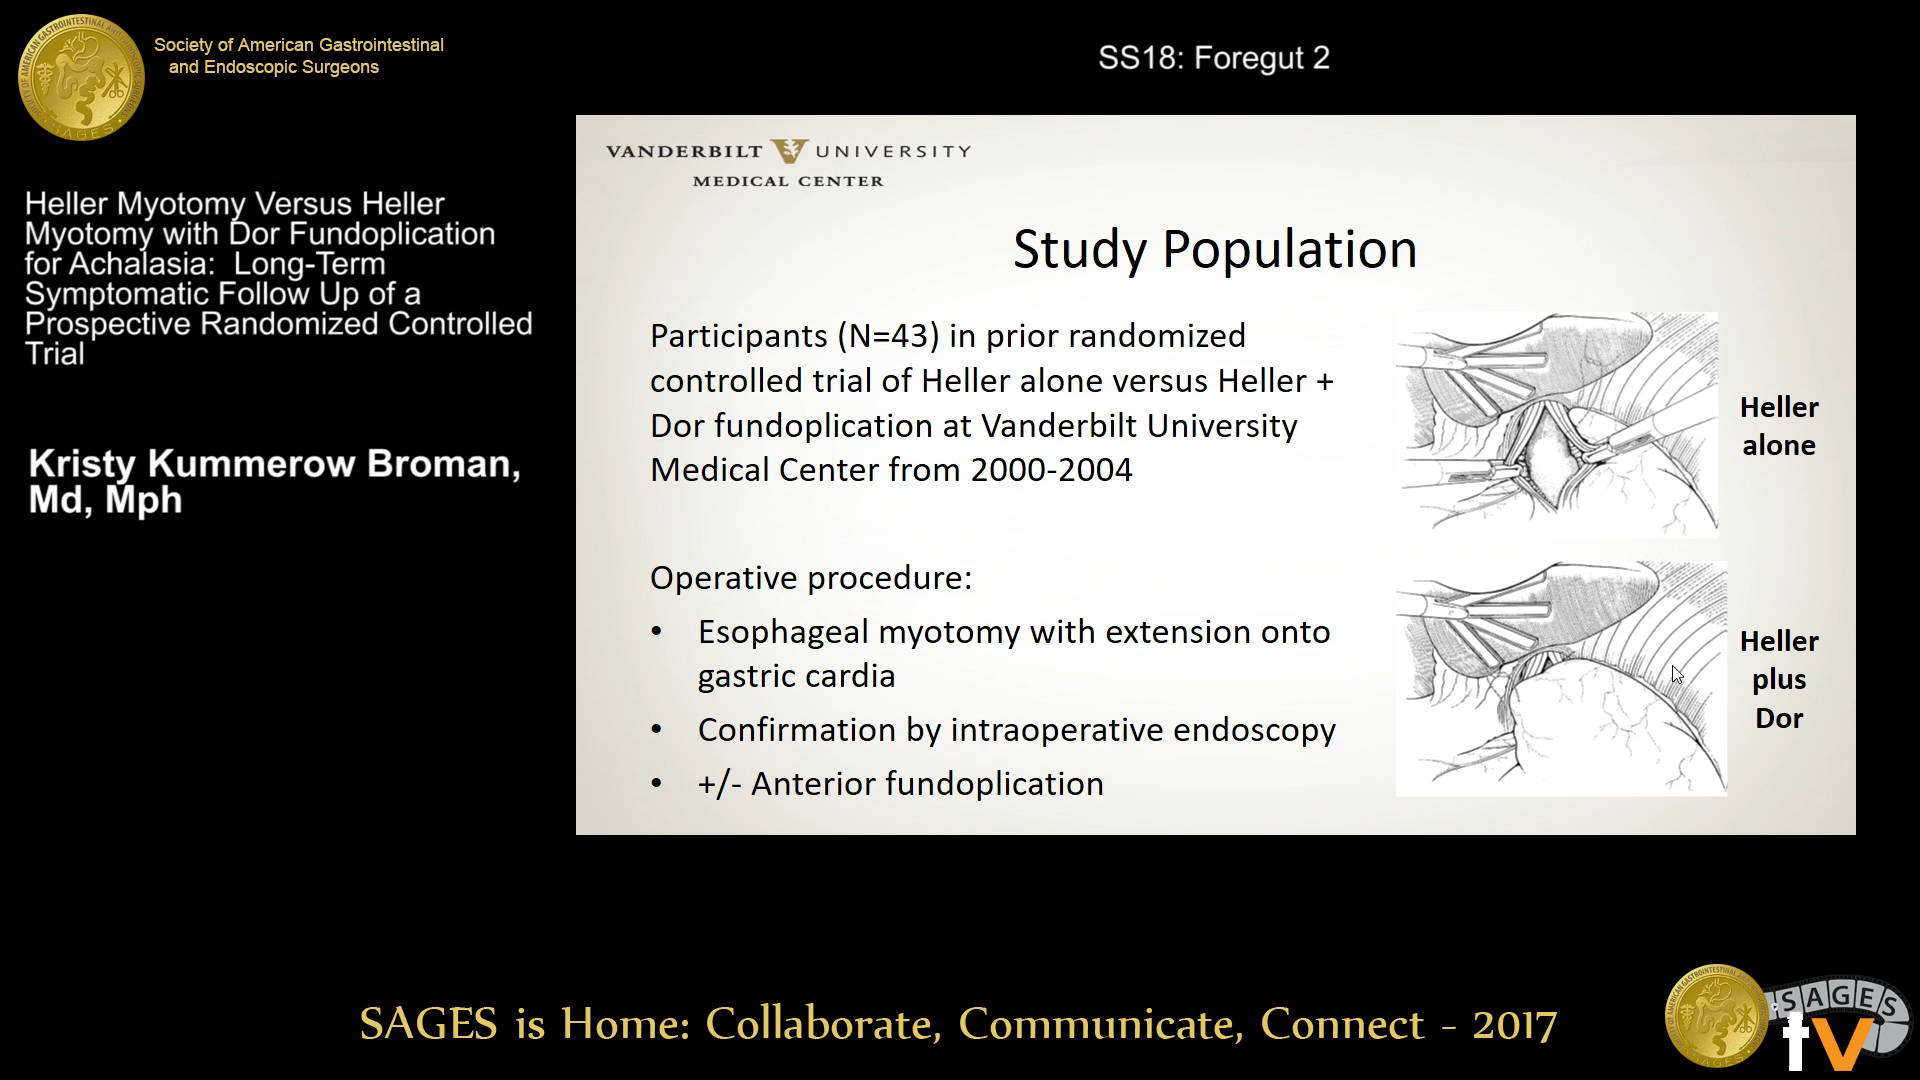 Society of American Gastrointestinal
and Endoscopic Surgeons
SAGES
SS18: Foregut 2
Heller Myotomy Versus Heller
Myotomy with Dor Fundoplication
for Achalasia:  Long-Term
Symptomatic Follow Up of a
Prospective Randomized Controlled
Trial
Kristy Kummerow Broman,
Md, Mph
VANDERBILT V UNIVERSITY
MEDICAL CENTER
Study Population
Participants (N=43) in prior randomized
controlled trial of Heller alone versus Heller +
Dor fundoplication at Vanderbilt University
Medical Center from 2000-2004
Operative procedure:
• Esophageal myotomy with extension onto
gastric cardia
• Confirmation by intraoperative endoscopy
• +/- Anterior fundoplication
Heller
alone
Heller
plus
Dor
SAGES is Home: Collaborate, Communicate, Connect - 2017
SAGES
tv